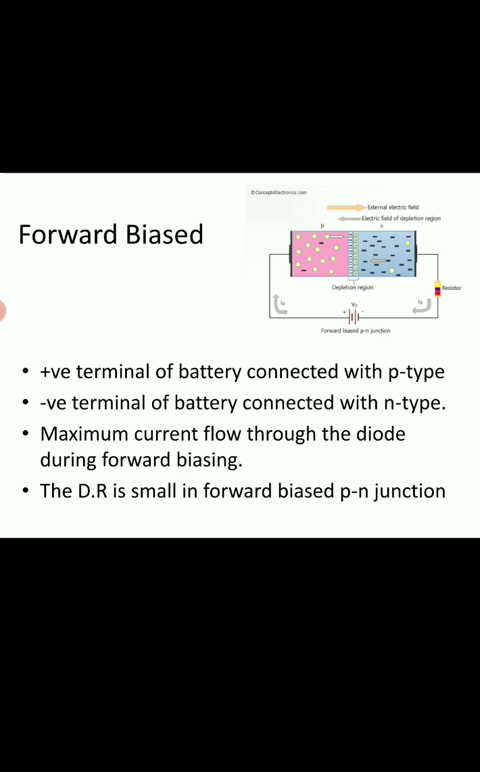 ©ConceptsElectronics.com
External electric field
Electric field of depletion region
p n
Depletion region
Resistor
+ V₀ -
Forward biased p-n junction
Forward Biased
• +ve terminal of battery connected with p-type
• -ve terminal of battery connected with n-type.
• Maximum current flow through the diode
during forward biasing.
• The D.R is small in forward biased p-n junction